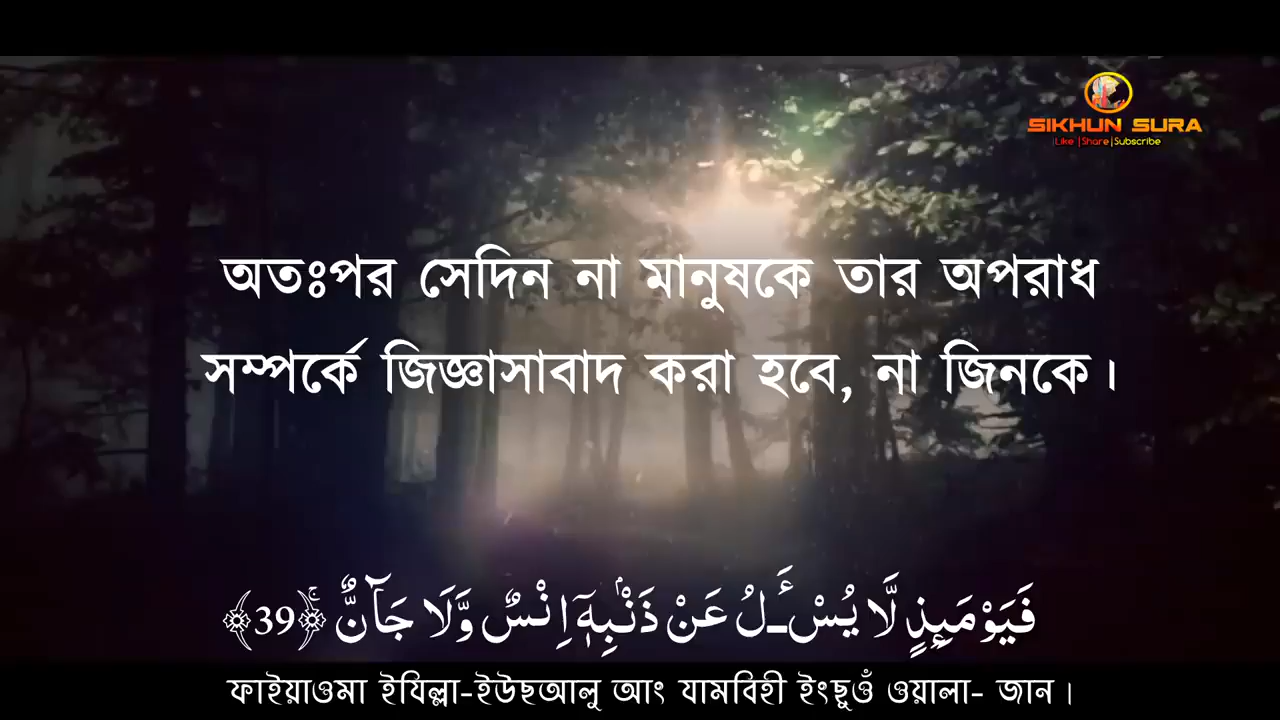 SIKHUN SURA
Like |Share|Subscribe
অতঃপর সেদিন না মানুষকে তার অপরাধ
সম্পর্কে জিজ্ঞাসাবাদ করা হবে, না জিনকে।
فَيَوْمَىِٕذٍ لَّا يُسْـَٔلُ عَنْ ذَنْۢبِهٖٓ اِنْسٌ وَّلَا جَآنٌّۚ ﴿39﴾
ফাইয়াওমা ইযিল্লা-ইউছআলু আং যামবিহী ইংছুওঁ ওয়ালা- জান।